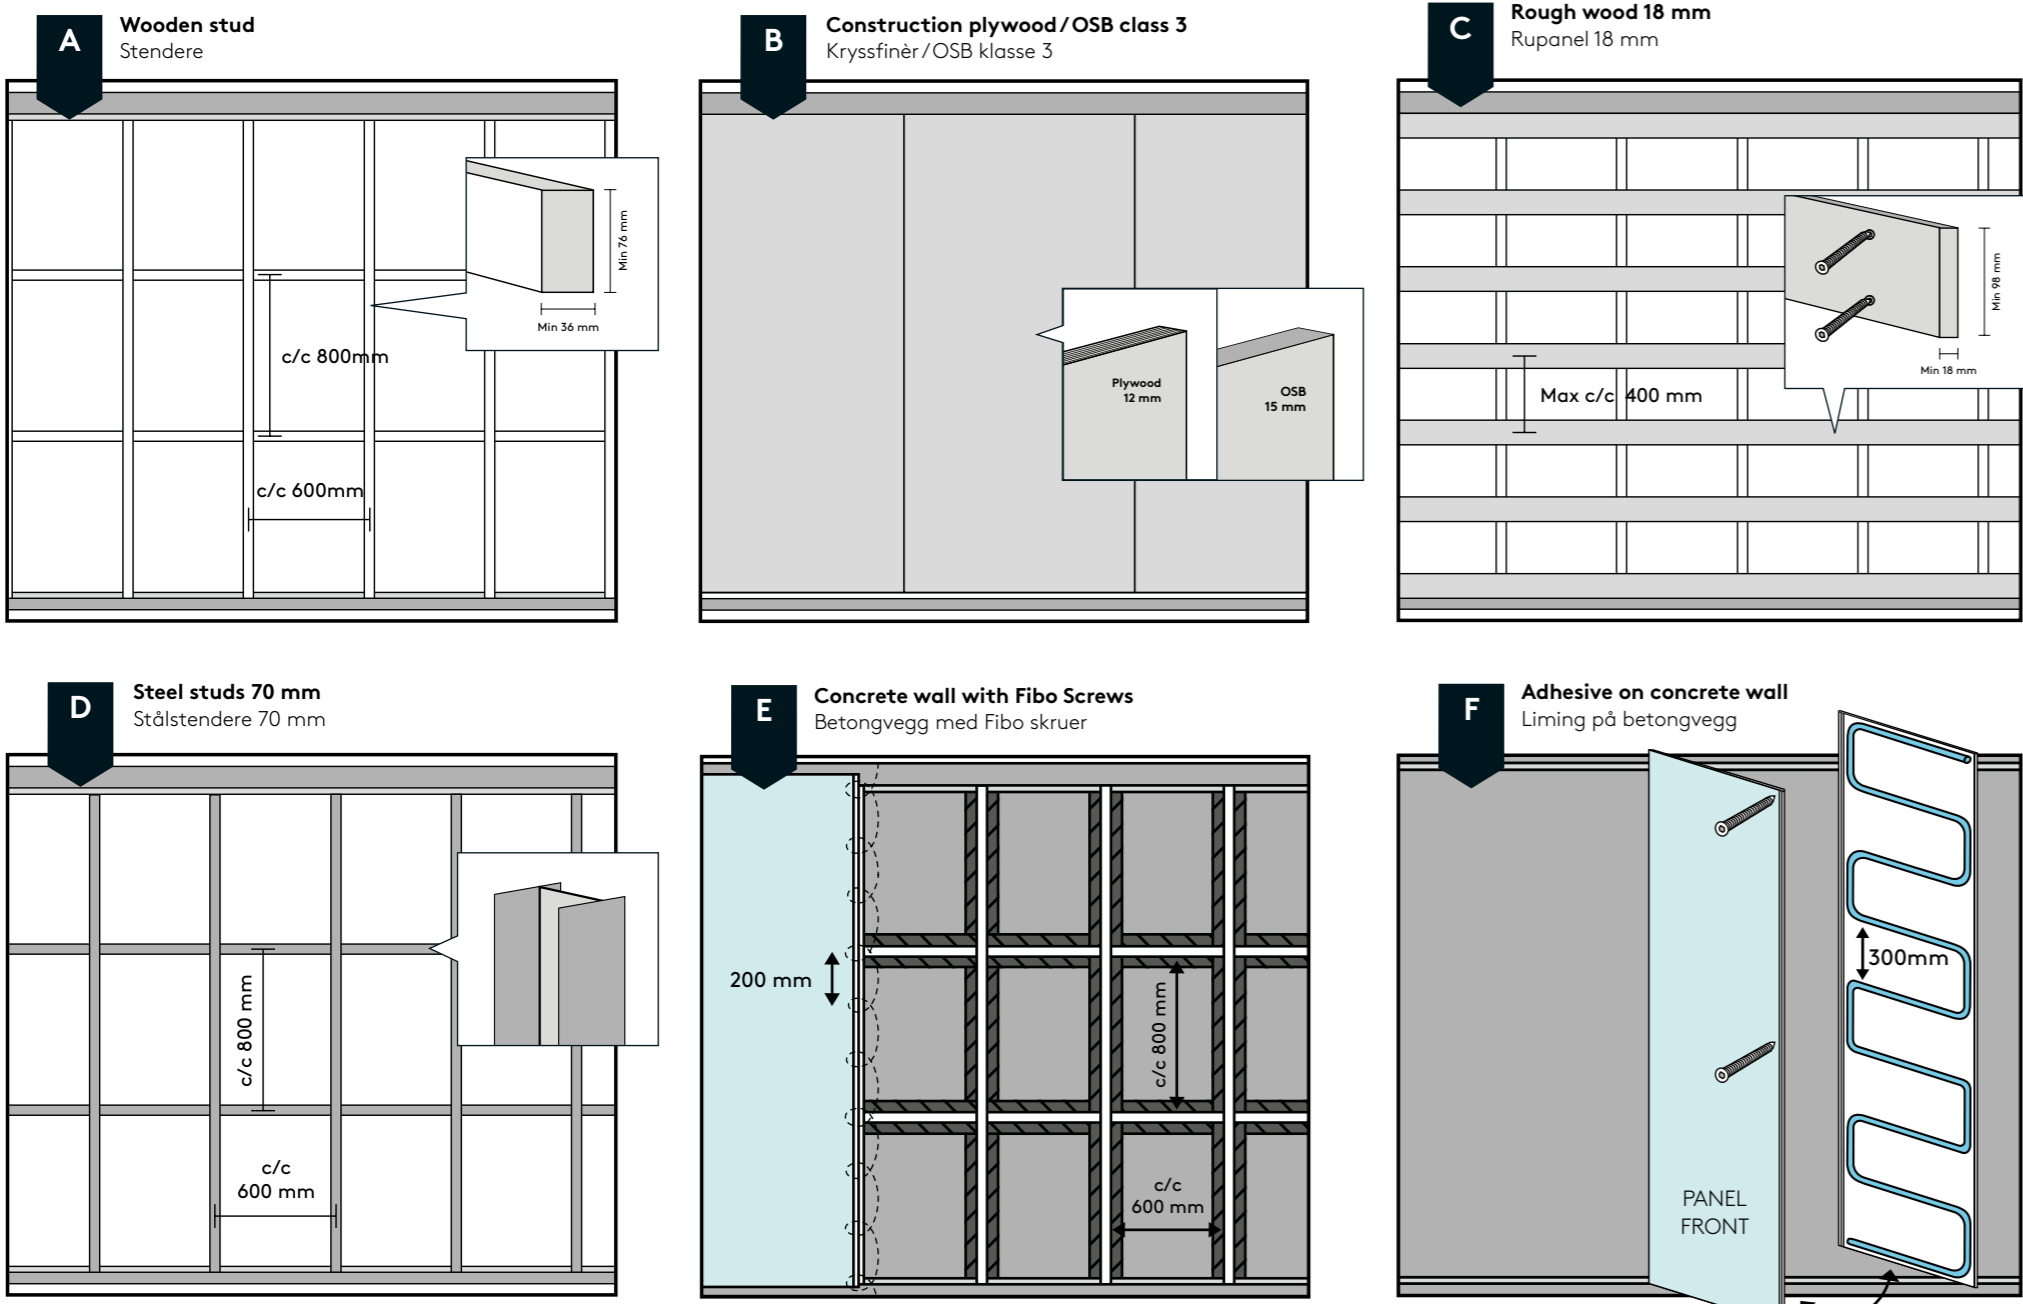 A
Wooden stud
Stendere
Min 76 mm
Min 36 mm
c/c 800mm
c/c 600mm
B
Construction plywood/OSB class 3
Kryssfinèr/OSB klasse 3
Plywood
12 mm
OSB
15 mm
C
Rough wood 18 mm
Rupanel 18 mm
Min 98 mm
Min 18 mm
Max c/c 400 mm
D
Steel studs 70 mm
Stålstendere 70 mm
c/c 800 mm
c/c
600 mm
E
Concrete wall with Fibo Screws
Betongvegg med Fibo skruer
200 mm
c/c 800 mm
c/c
600 mm
F
Adhesive on concrete wall
Liming på betongvegg
300mm
PANEL
FRONT